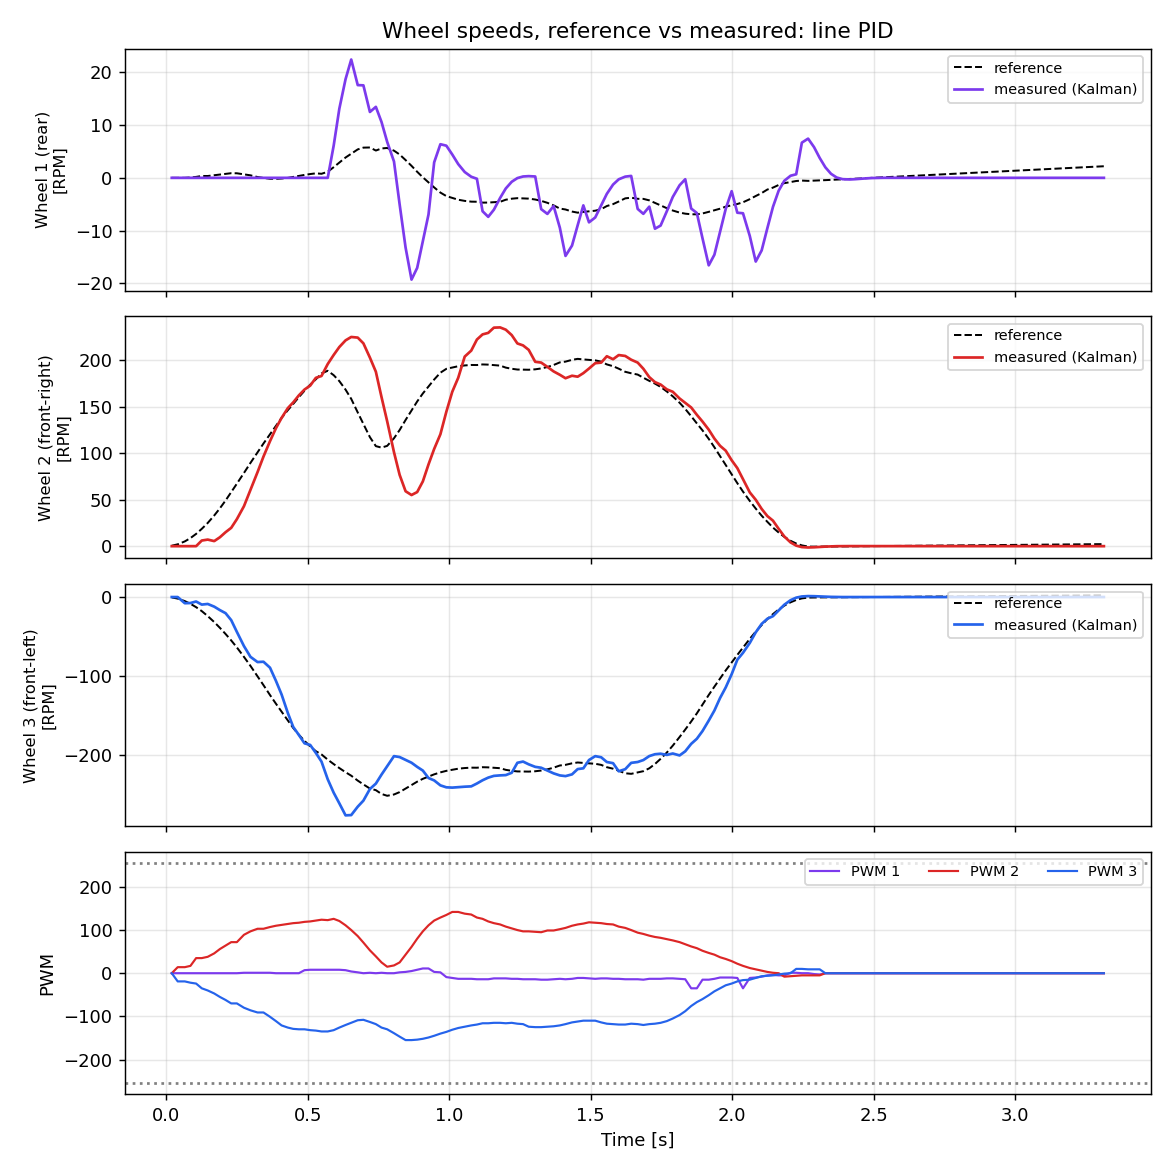 Wheel speeds, reference vs measured: line PID
Wheel 1 (rear)
[RPM]
20
10
0
−10
−20
reference
measured (Kalman)
Wheel 2 (front-right)
[RPM]
200
150
100
50
0
reference
measured (Kalman)
Wheel 3 (front-left)
[RPM]
0
−100
−200
reference
measured (Kalman)
PWM
200
100
0
−100
−200
PWM 1 PWM 2 PWM 3
0.0 0.5 1.0 1.5 2.0 2.5 3.0
Time [s]